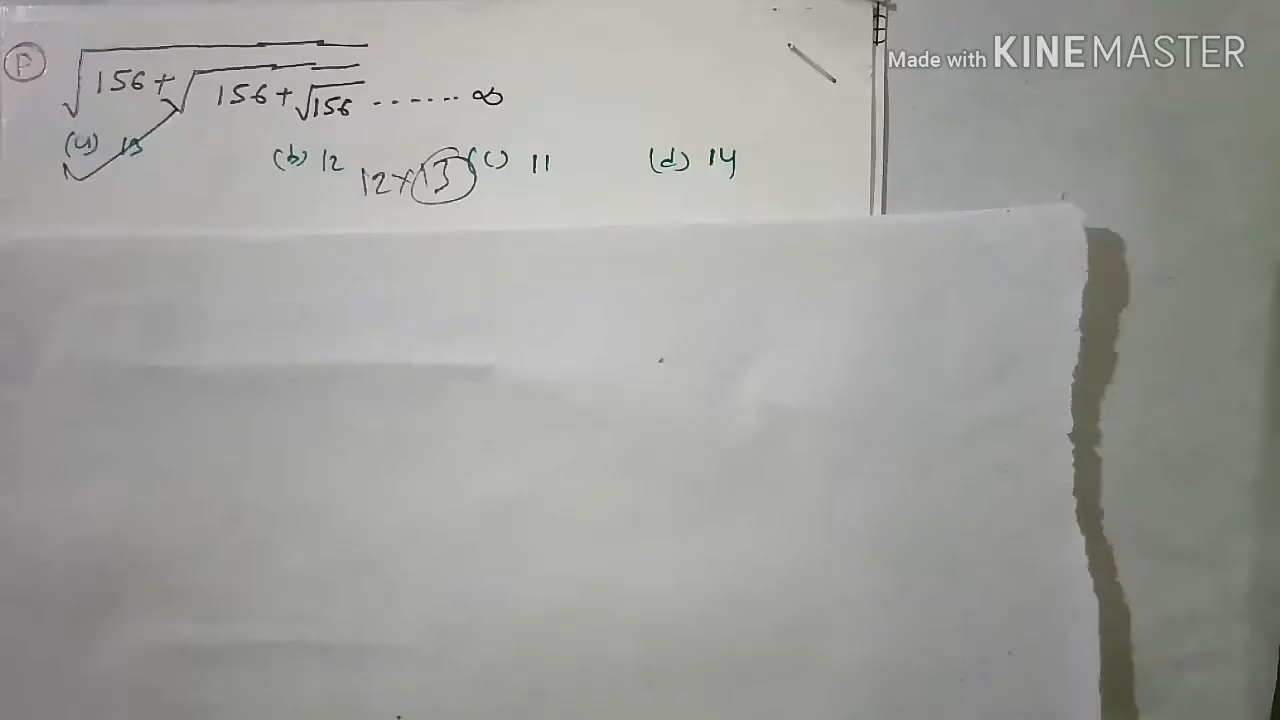 Made with KINEMASTER
P √156+√156+√156 ------- ∞
(a) 13 (b) 12 (c) 11 (d) 14
12×13